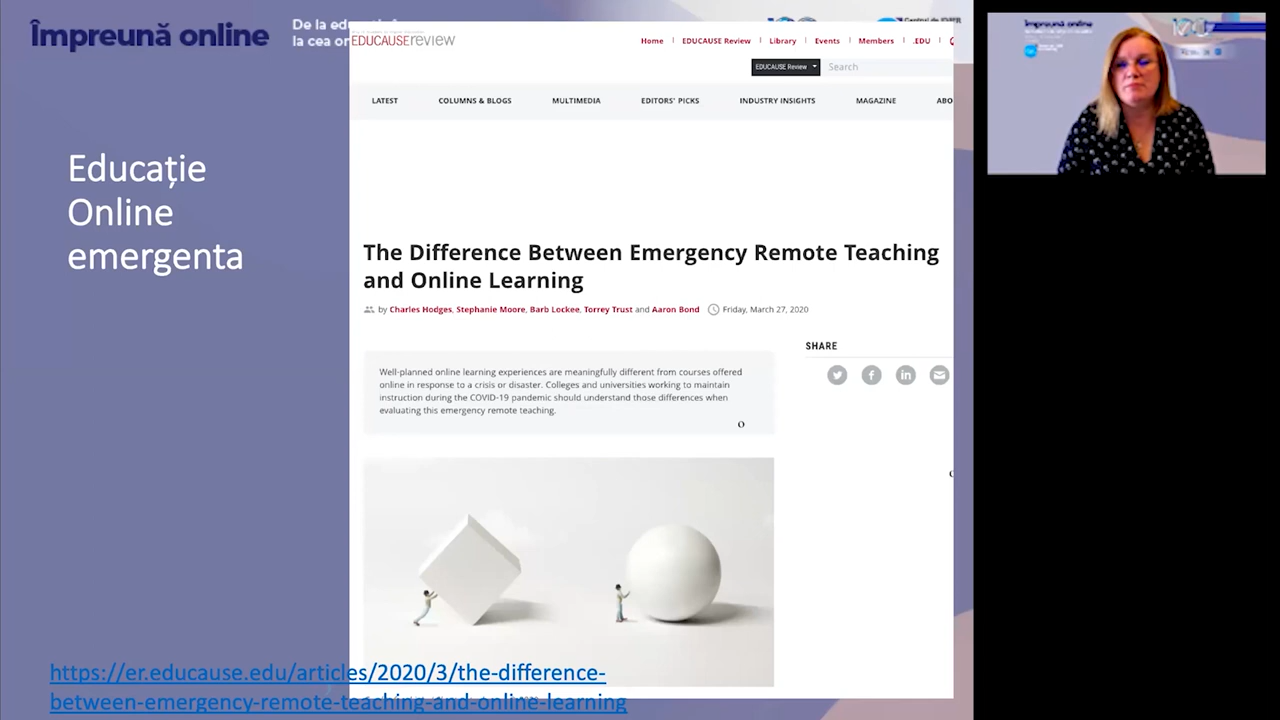 Împreună online
De la
la cea
EDUCAUSEreview
Home
EDUCAUSE Review
Library
Events
Members
.EDU
EDUCAUSE Review
Search
LATEST
COLUMNS & BLOGS
MULTIMEDIA
EDITORS' PICKS
INDUSTRY INSIGHTS
MAGAZINE
ABO
Educație
Online
emergenta
The Difference Between Emergency Remote Teaching
and Online Learning
by Charles Hodges, Stephanie Moore, Barb Lockee, Torrey Trust and Aaron Bond Friday, March 27, 2020
SHARE
Well-planned online learning experiences are meaningfully different from courses offered
online in response to a crisis or disaster. Colleges and universities working to maintain
instruction during the COVID-19 pandemic should understand those differences when
evaluating this emergency remote teaching.
https://er.educause.edu/articles/2020/3/the-difference-
between-emergency-remote-teaching-and-online-learning
Împreună online